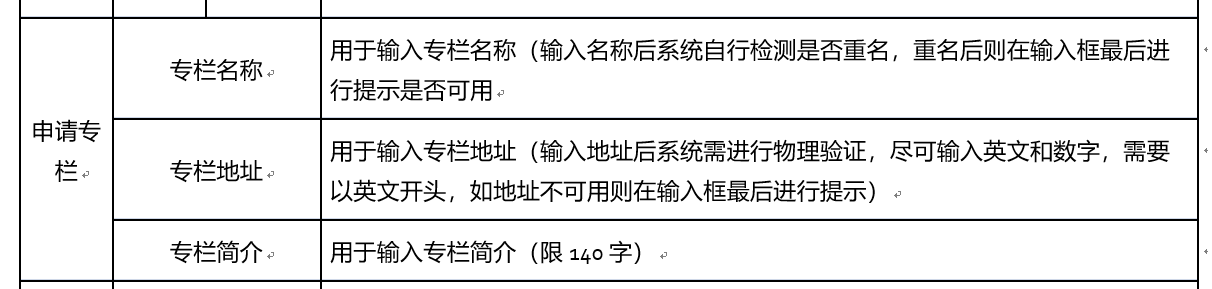 申请专
栏
专栏名称
用于输入专栏名称（输入名称后系统自行检测是否重名，重名后则在输入框最后进
行提示是否可用
专栏地址
用于输入专栏地址（输入地址后系统需进行物理验证，尽可输入英文和数字，需要
以英文开头，如地址不可用则在输入框最后进行提示）
专栏简介
用于输入专栏简介（限 140 字）